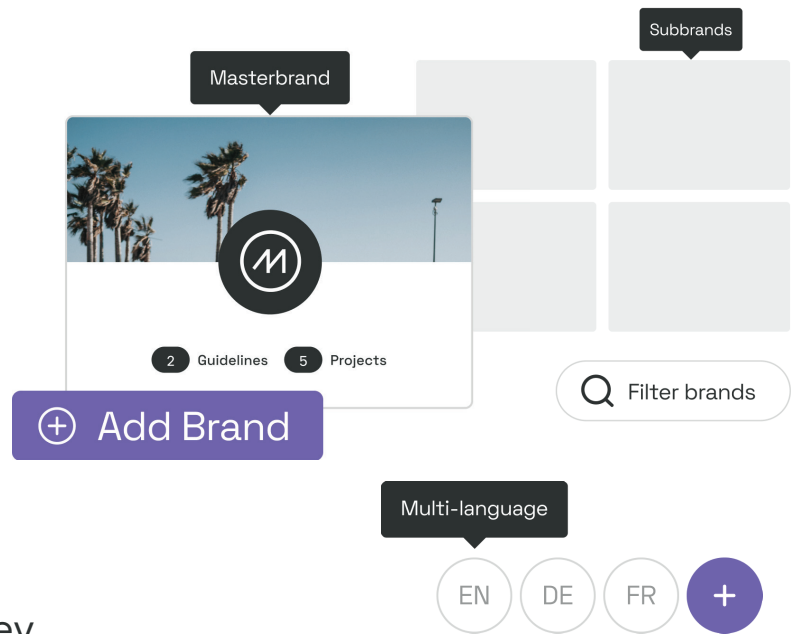 Subbrands
Masterbrand
2 Guidelines 5 Projects
Filter brands
Add Brand
Multi-language
EN DE FR +